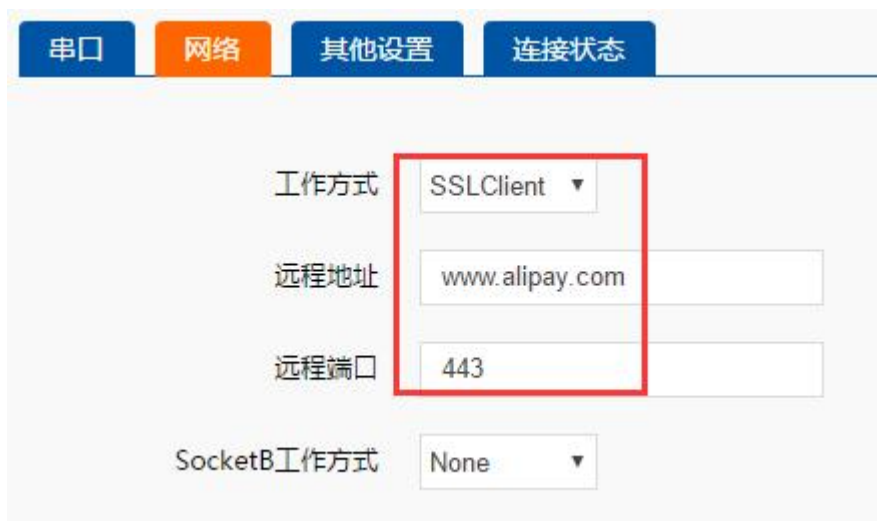 串口 网络 其他设置 连接状态
工作方式 SSLClient
远程地址 www.alipay.com
远程端口 443
SocketB工作方式 None